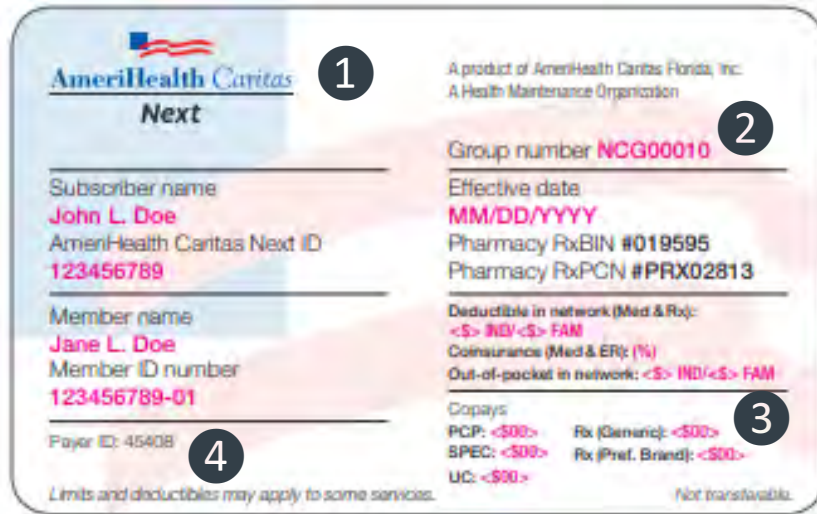 AmeriHealth Caritas
Next
1
A product of AmeriHealth Caritas Florida, Inc.
A Health Maintenance Organization
2
Group number NCG00010
Subscriber name
John L. Doe
AmeriHealth Caritas Next ID
123456789
Effective date
MM/DD/YYYY
Pharmacy RxBIN #019595
Pharmacy RxPCN #PRX02813
Member name
Jane L. Doe
Member ID number
123456789-01
Deductible in network (Med & Rx):
<$> IND/<$> FAM
Coinsurance (Med & ER): (%)
Out-of-pocket in network: <$> IND/<$> FAM
Payer ID: 45408
4
Copays
3
PCP: <$00> Rx (Generic): <$00>
SPEC: <$00> Rx (Pref. Brand): <$00>
UC: <$00>
Limits and deductibles may apply to some services.
Not transferable.